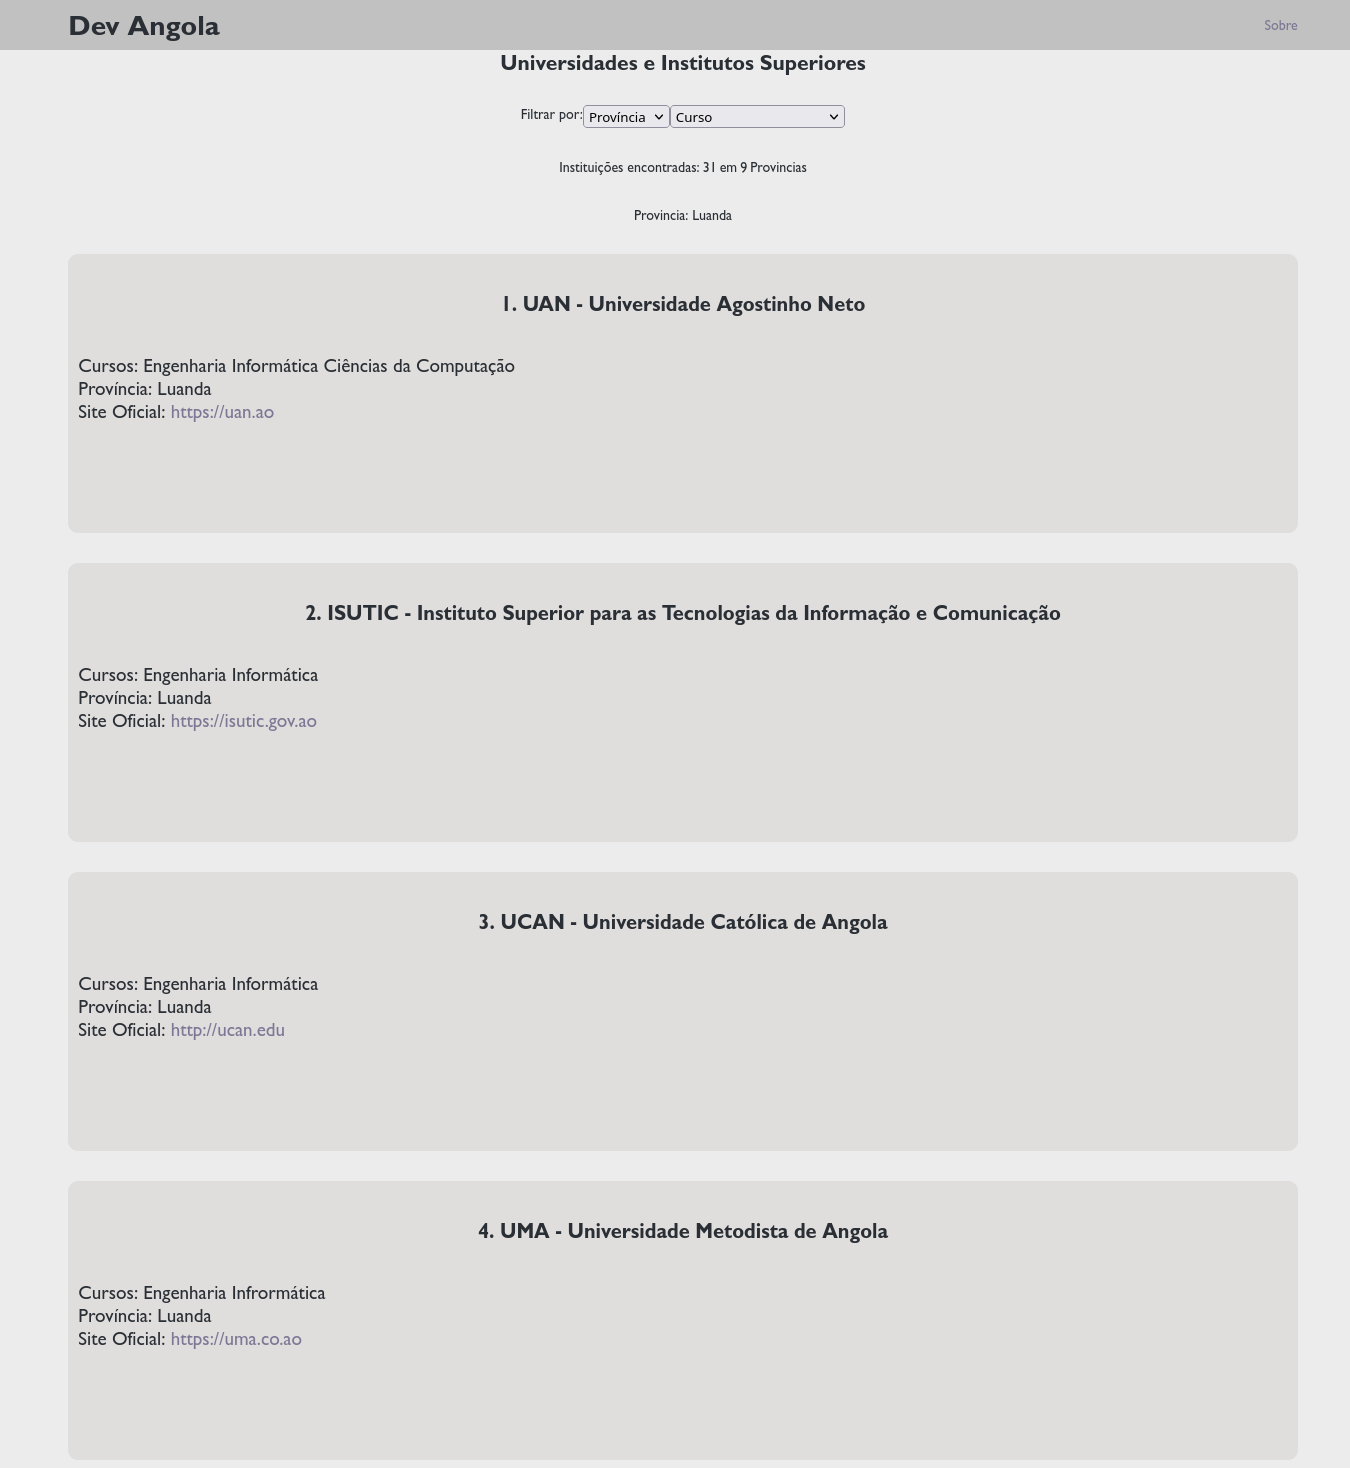 Dev Angola
Sobre
Universidades e Institutos Superiores
Filtrar por: Província Curso
Instituições encontradas: 31 em 9 Provincias
Provincia: Luanda
1. UAN - Universidade Agostinho Neto
Cursos: Engenharia Informática Ciências da Computação
Província: Luanda
Site Oficial: https://uan.ao
2. ISUTIC - Instituto Superior para as Tecnologias da Informação e Comunicação
Cursos: Engenharia Informática
Província: Luanda
Site Oficial: https://isutic.gov.ao
3. UCAN - Universidade Católica de Angola
Cursos: Engenharia Informática
Província: Luanda
Site Oficial: http://ucan.edu
4. UMA - Universidade Metodista de Angola
Cursos: Engenharia Infrormática
Província: Luanda
Site Oficial: https://uma.co.ao